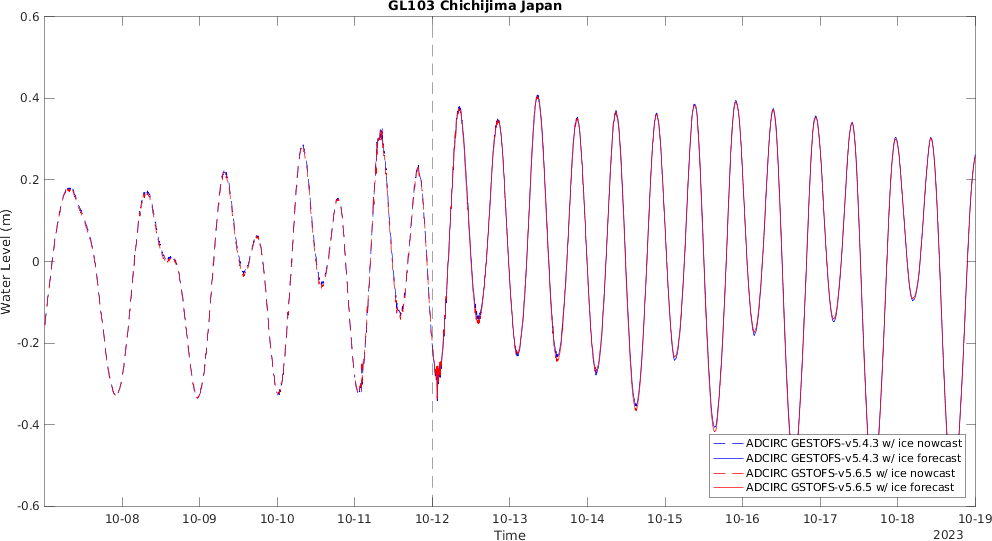 GL103 Chichijima Japan
0.6
0.4
0.2
0
-0.2
-0.4
-0.6
Water Level (m)
ADCIRC GESTOFS-v5.4.3 w/ ice nowcast
ADCIRC GESTOFS-v5.4.3 w/ ice forecast
ADCIRC GSTOFS-v5.6.5 w/ ice nowcast
ADCIRC GSTOFS-v5.6.5 w/ ice forecast
10-08 10-09 10-10 10-11 10-12 10-13 10-14 10-15 10-16 10-17 10-18 10-19
Time
2023